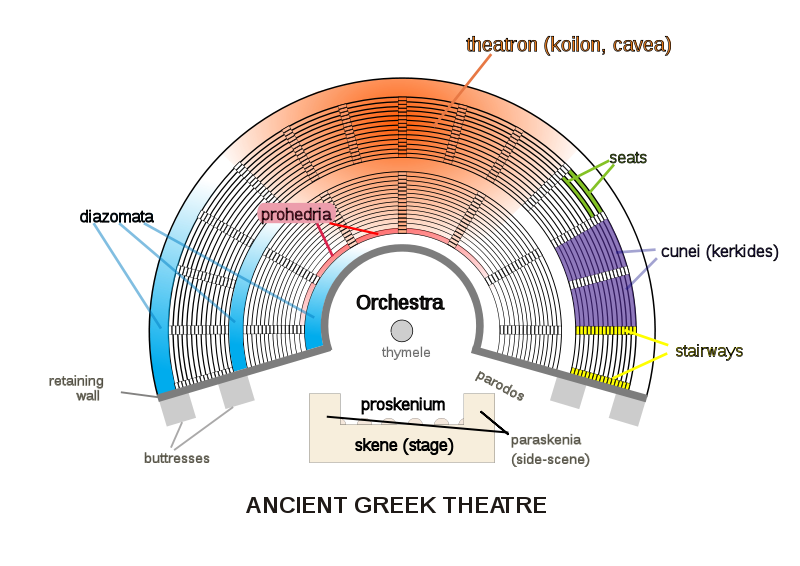 theatron (koilon, cavea)
seats
diazomata
prohedria
cunei (kerkides)
Orchestra
thymele
stairways
retaining
wall
parodos
proskenium
skene (stage)
paraskenia
(side-scene)
buttresses
ANCIENT GREEK THEATRE